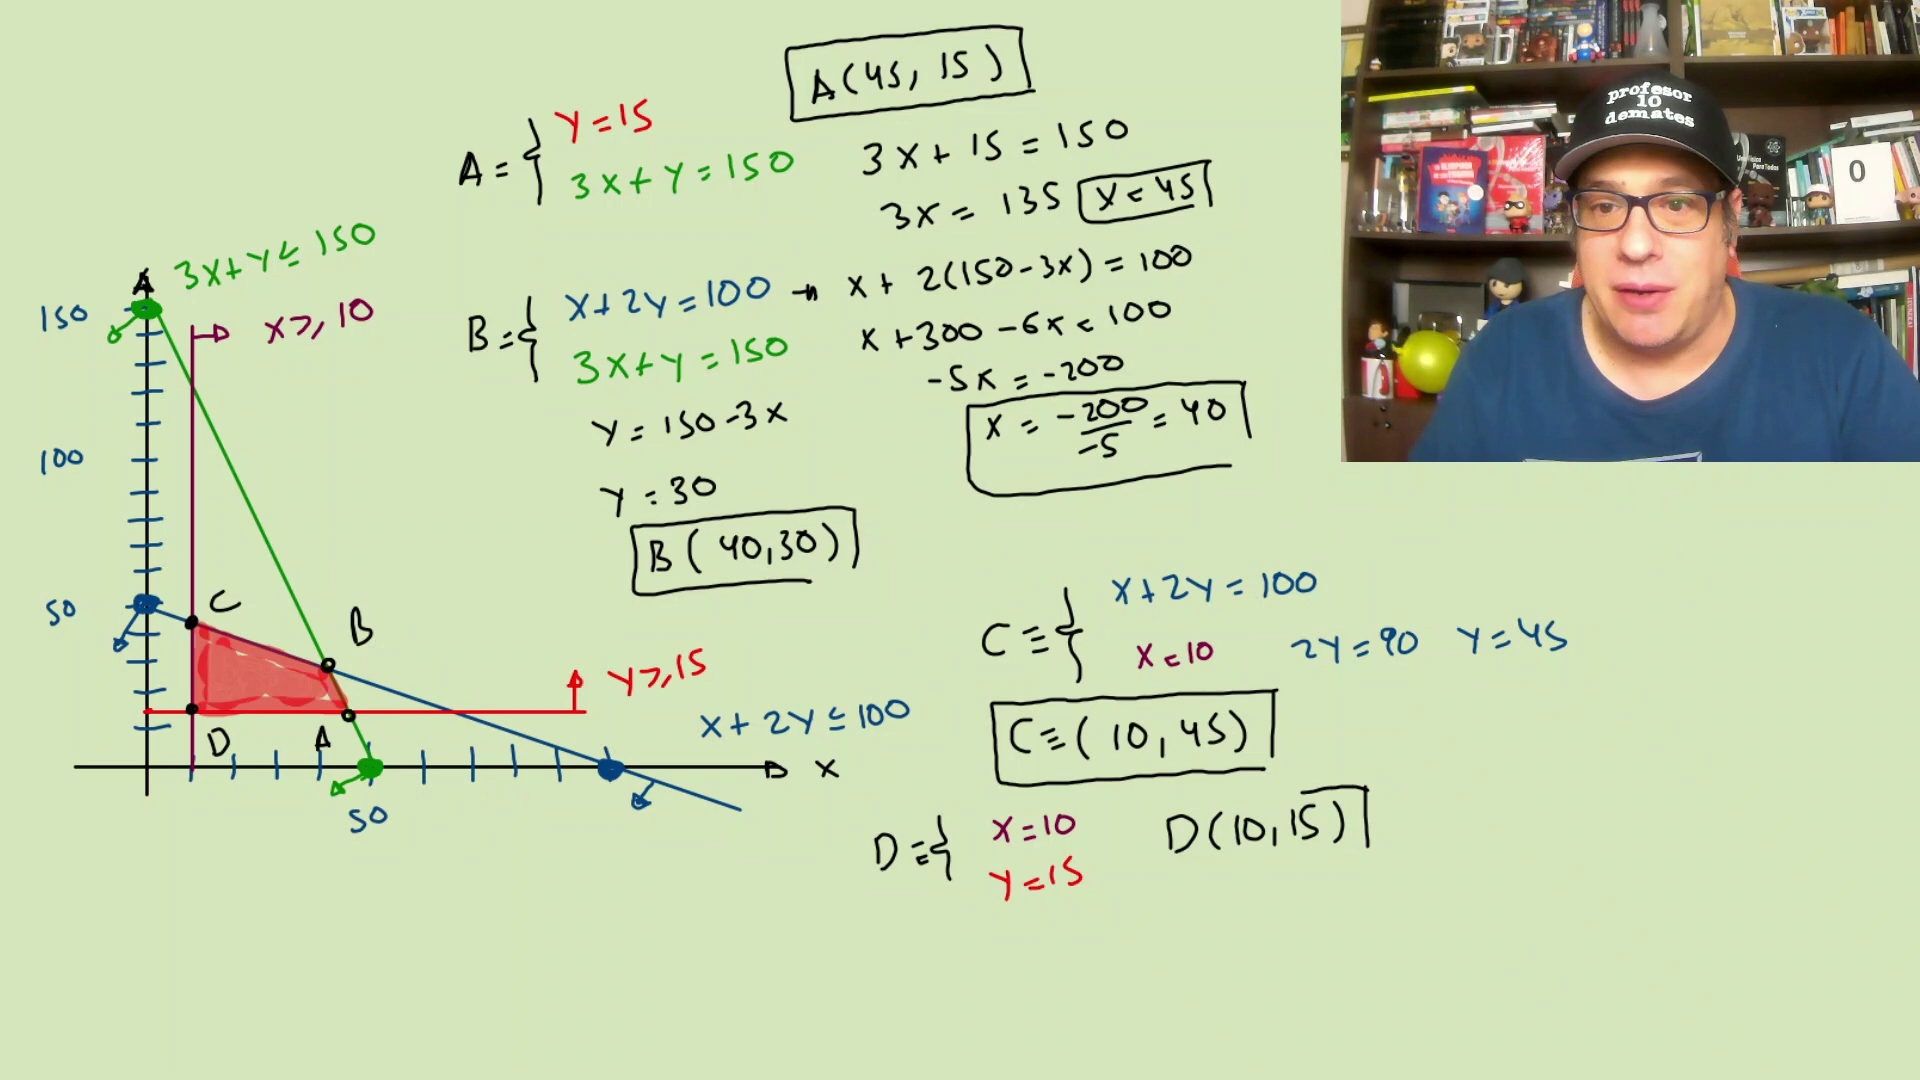 A(45, 15)
A = { y = 15
3x + y = 150
3x + 15 = 150
3x = 135 x = 45
B = { x + 2y = 100 → x + 2(150 - 3x) = 100
3x + y = 150
x + 300 - 6x = 100
-5x = -200
y = 150 - 3x
x = -200/-5 = 40
y = 30
B(40, 30)
3x + y ≤ 150
x ≥ 10
150
100
50
C
B
y ≥ 15
x + 2y ≤ 100
D
A
x
50
C ≡ { x + 2y = 100
x = 10 2y = 90 y = 45
C ≡ (10, 45)
D ≡ { x = 10
y = 15
D(10, 15)
profesor
10
demates
0